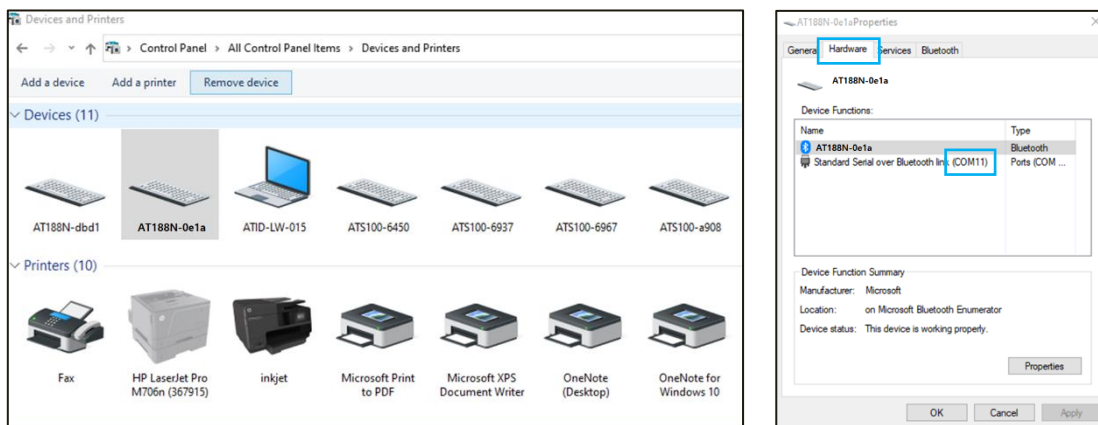 Devices and Printers
Control Panel > All Control Panel Items > Devices and Printers
Add a device Add a printer Remove device
Devices (11)
AT188N-dbd1 AT188N-0e1a ATID-LW-015 ATS100-6450 ATS100-6937 ATS100-6967 ATS100-a908
Printers (10)
Fax HP LaserJet Pro inkjet Microsoft Print Microsoft XPS OneNote OneNote for
M706n (367915) to PDF Document Writer (Desktop) Windows 10
AT188N-0e1aProperties
General Hardware Services Bluetooth
AT188N-0e1a
Device Functions:
Name Type
AT188N-0e1a Bluetooth
Standard Serial over Bluetooth link (COM11) Ports (COM ...
Device Function Summary
Manufacturer: Microsoft
Location: on Microsoft Bluetooth Enumerator
Device status: This device is working properly.
Properties
OK Cancel Apply